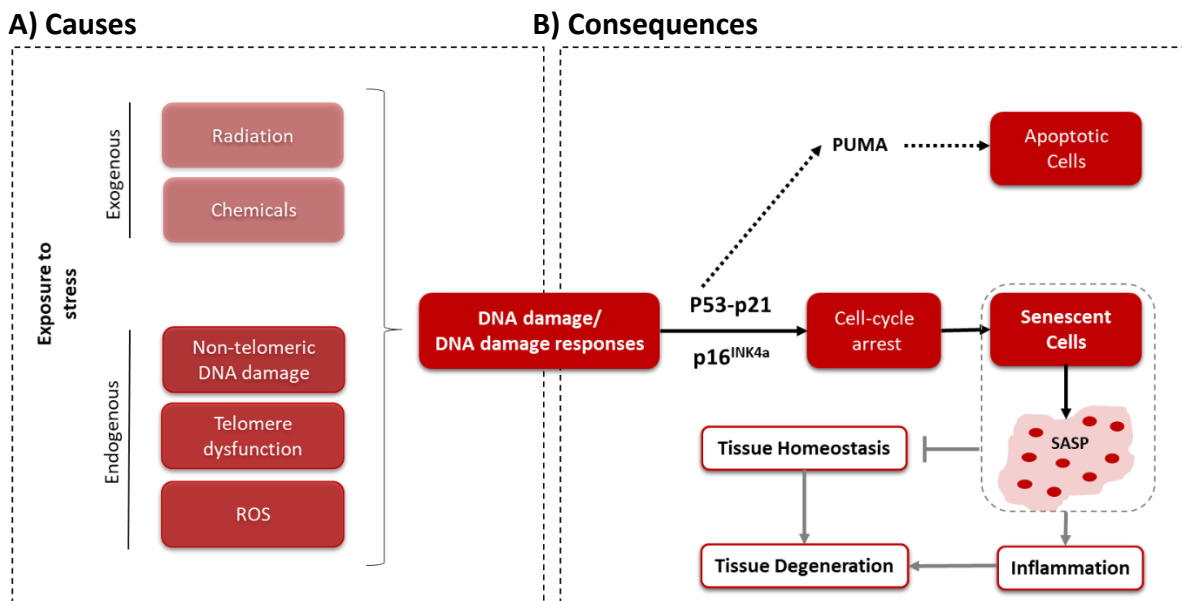 A) Causes
B) Consequences
Exposure to
stress
Exogenous
Radiation
Chemicals
Endogenous
Non-telomeric
DNA damage
Telomere
dysfunction
ROS
DNA damage/
DNA damage responses
P53-p21
p16INK4a
PUMA
Apoptotic
Cells
Cell-cycle
arrest
Senescent
Cells
SASP
Tissue Homeostasis
Tissue Degeneration
Inflammation